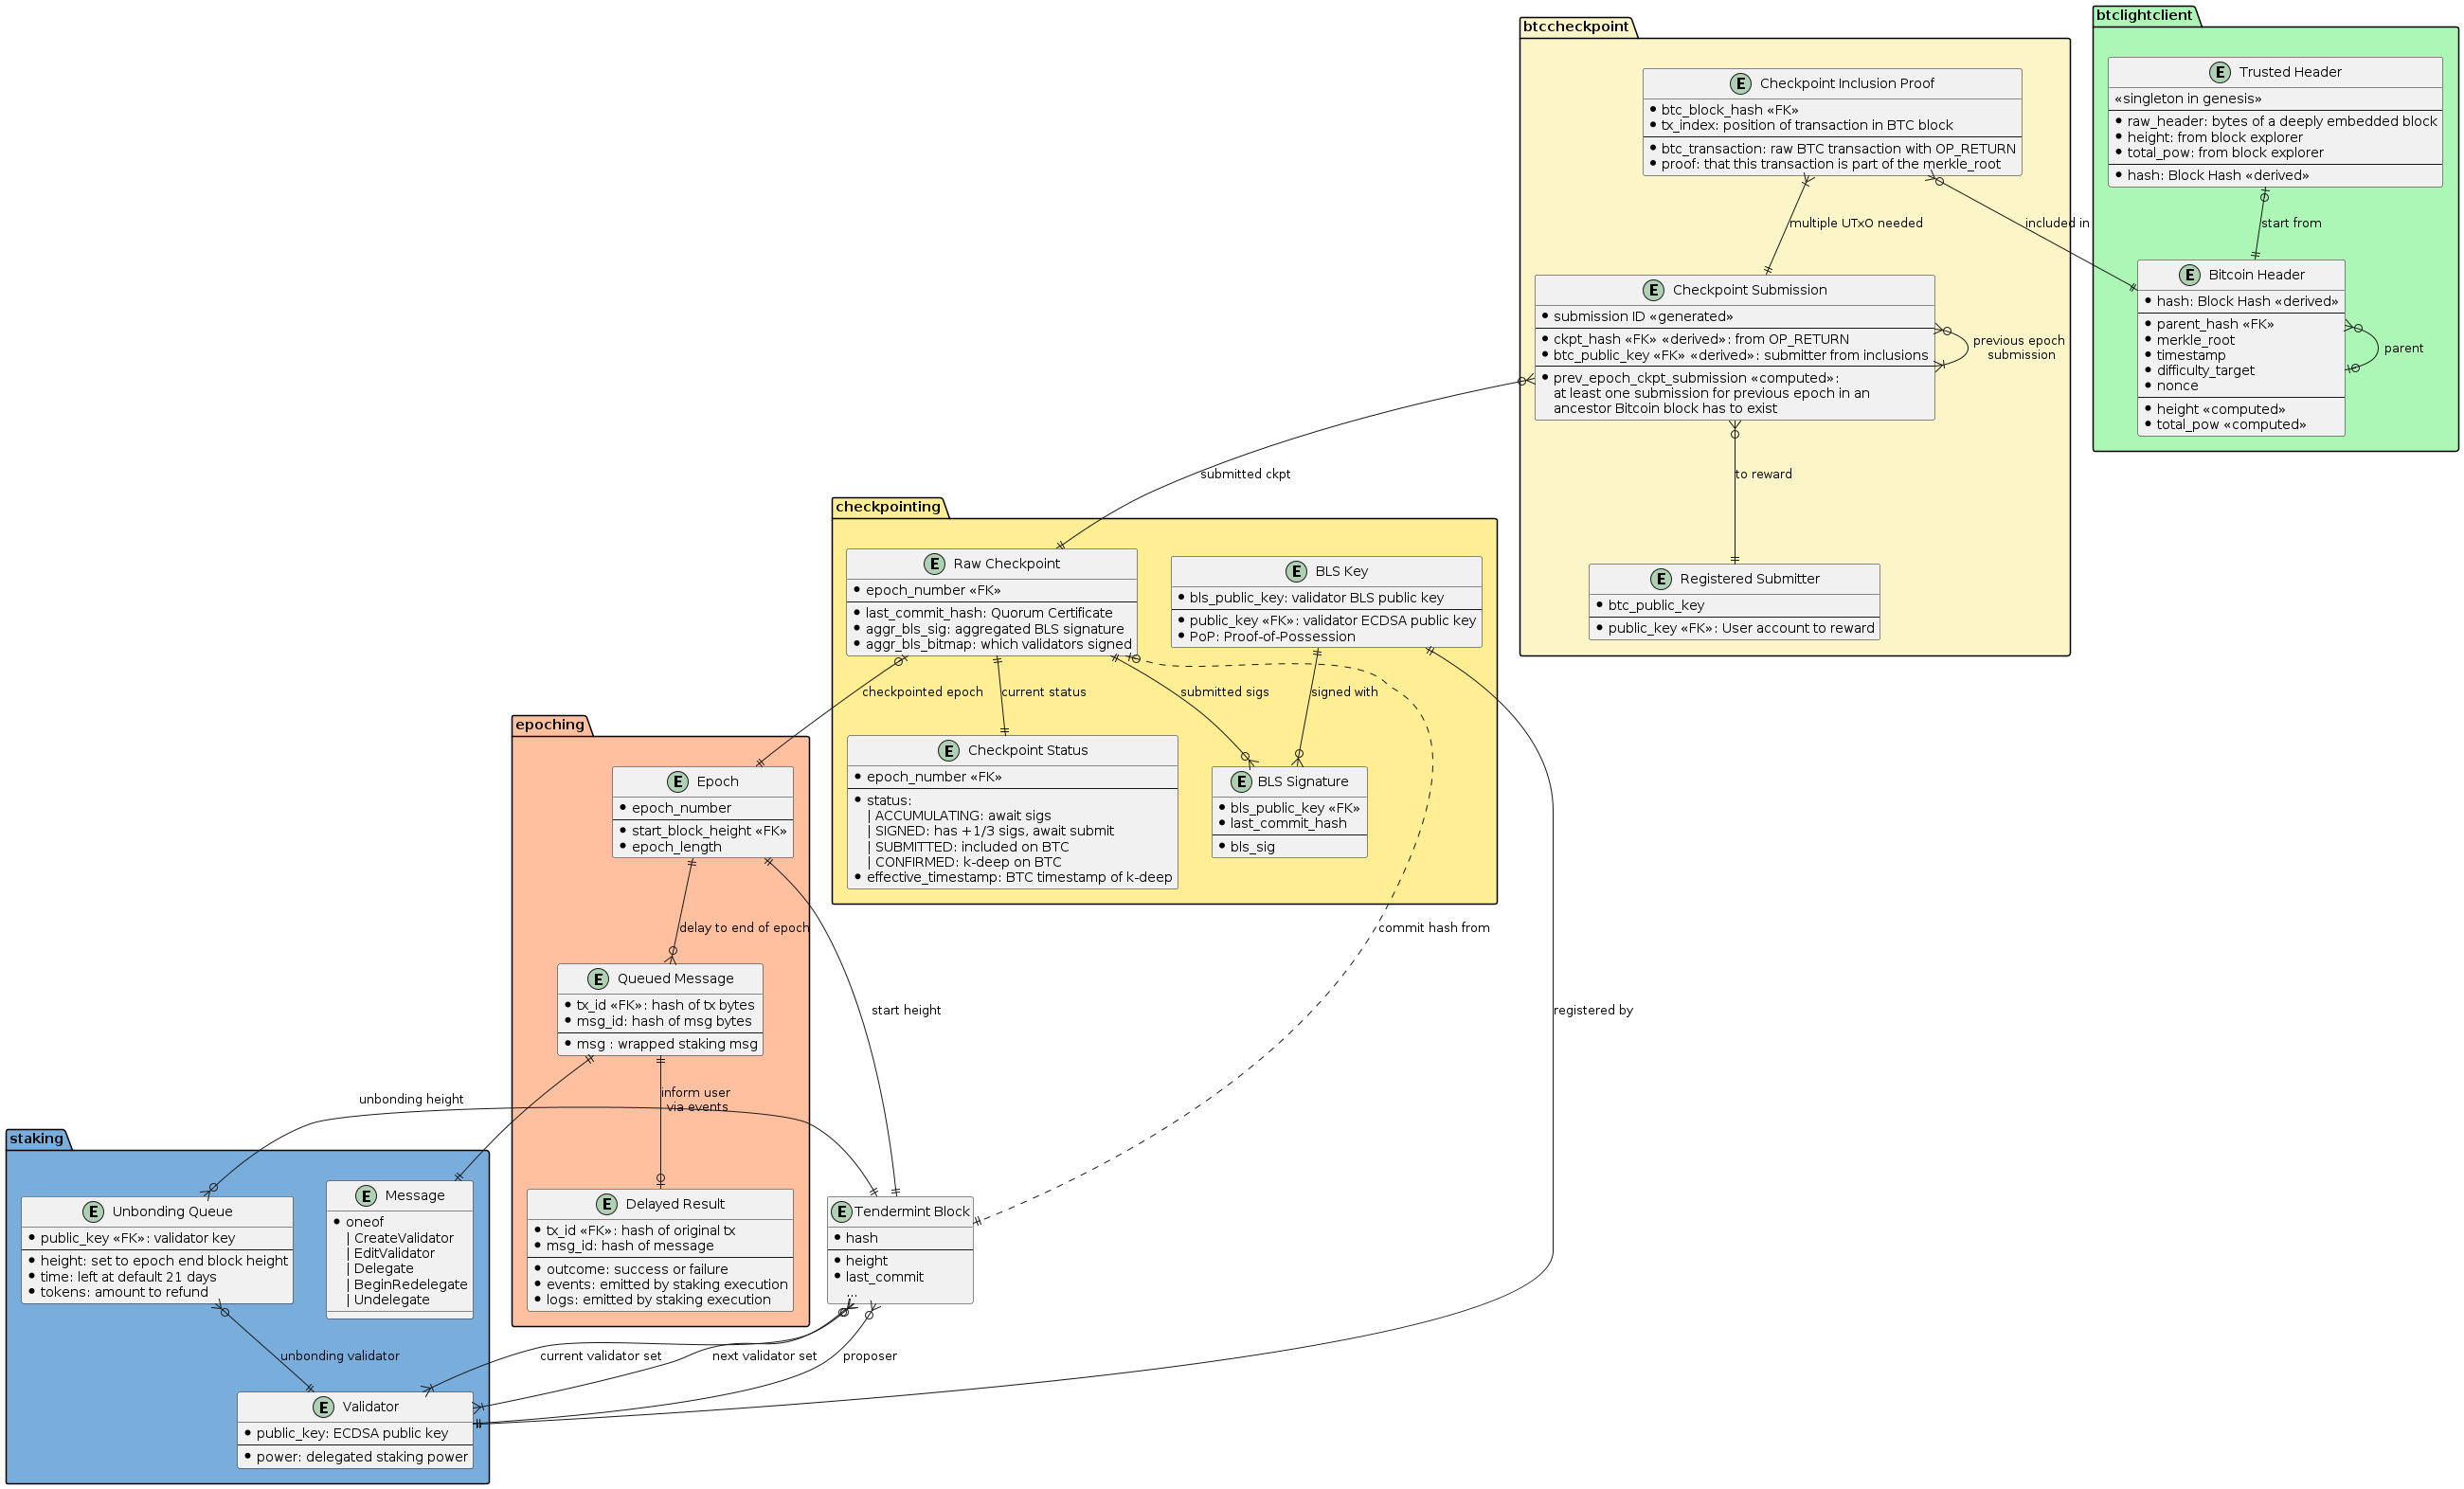 btclightclient
E Trusted Header
«singleton in genesis»
raw_header: bytes of a deeply embedded block
height: from block explorer
total_pow: from block explorer
hash: Block Hash «derived»
start from
E Bitcoin Header
hash: Block Hash «derived»
parent_hash «FK»
merkle_root
timestamp
difficulty_target
nonce
height «computed»
total_pow «computed»
parent
btccheckpoint
E Checkpoint Inclusion Proof
btc_block_hash «FK»
tx_index: position of transaction in BTC block
btc_transaction: raw BTC transaction with OP_RETURN
proof: that this transaction is part of the merkle_root
multiple UTxO needed
included in
E Checkpoint Submission
submission ID «generated»
ckpt_hash «FK» «derived»: from OP_RETURN
btc_public_key «FK» «derived»: submitter from inclusions
prev_epoch_ckpt_submission «computed»:
at least one submission for previous epoch in an
ancestor Bitcoin block has to exist
previous epoch
submission
submitted ckpt
to reward
E Registered Submitter
btc_public_key
public_key «FK»: User account to reward
checkpointing
E Raw Checkpoint
epoch_number «FK»
last_commit_hash: Quorum Certificate
aggr_bls_sig: aggregated BLS signature
aggr_bls_bitmap: which validators signed
E BLS Key
bls_public_key: validator BLS public key
public_key «FK»: validator ECDSA public key
PoP: Proof-of-Possession
checkpointed epoch
current status
submitted sigs
signed with
E Checkpoint Status
epoch_number «FK»
status:
| ACCUMULATING: await sigs
| SIGNED: has +1/3 sigs, await submit
| SUBMITTED: included on BTC
| CONFIRMED: k-deep on BTC
effective_timestamp: BTC timestamp of k-deep
E BLS Signature
bls_public_key «FK»
last_commit_hash
bls_sig
commit hash from
registered by
epoching
E Epoch
epoch_number
start_block_height «FK»
epoch_length
delay to end of epoch
start height
E Queued Message
tx_id «FK»: hash of tx bytes
msg_id: hash of msg bytes
msg : wrapped staking msg
inform user
via events
unbonding height
E Delayed Result
tx_id «FK»: hash of original tx
msg_id: hash of message
outcome: success or failure
events: emitted by staking execution
logs: emitted by staking execution
E Tendermint Block
hash
height
last_commit
...
staking
E Unbonding Queue
public_key «FK»: validator key
height: set to epoch end block height
time: left at default 21 days
tokens: amount to refund
E Message
oneof
| CreateValidator
| EditValidator
| Delegate
| BeginRedelegate
| Undelegate
unbonding validator
current validator set
next validator set
proposer
E Validator
public_key: ECDSA public key
power: delegated staking power